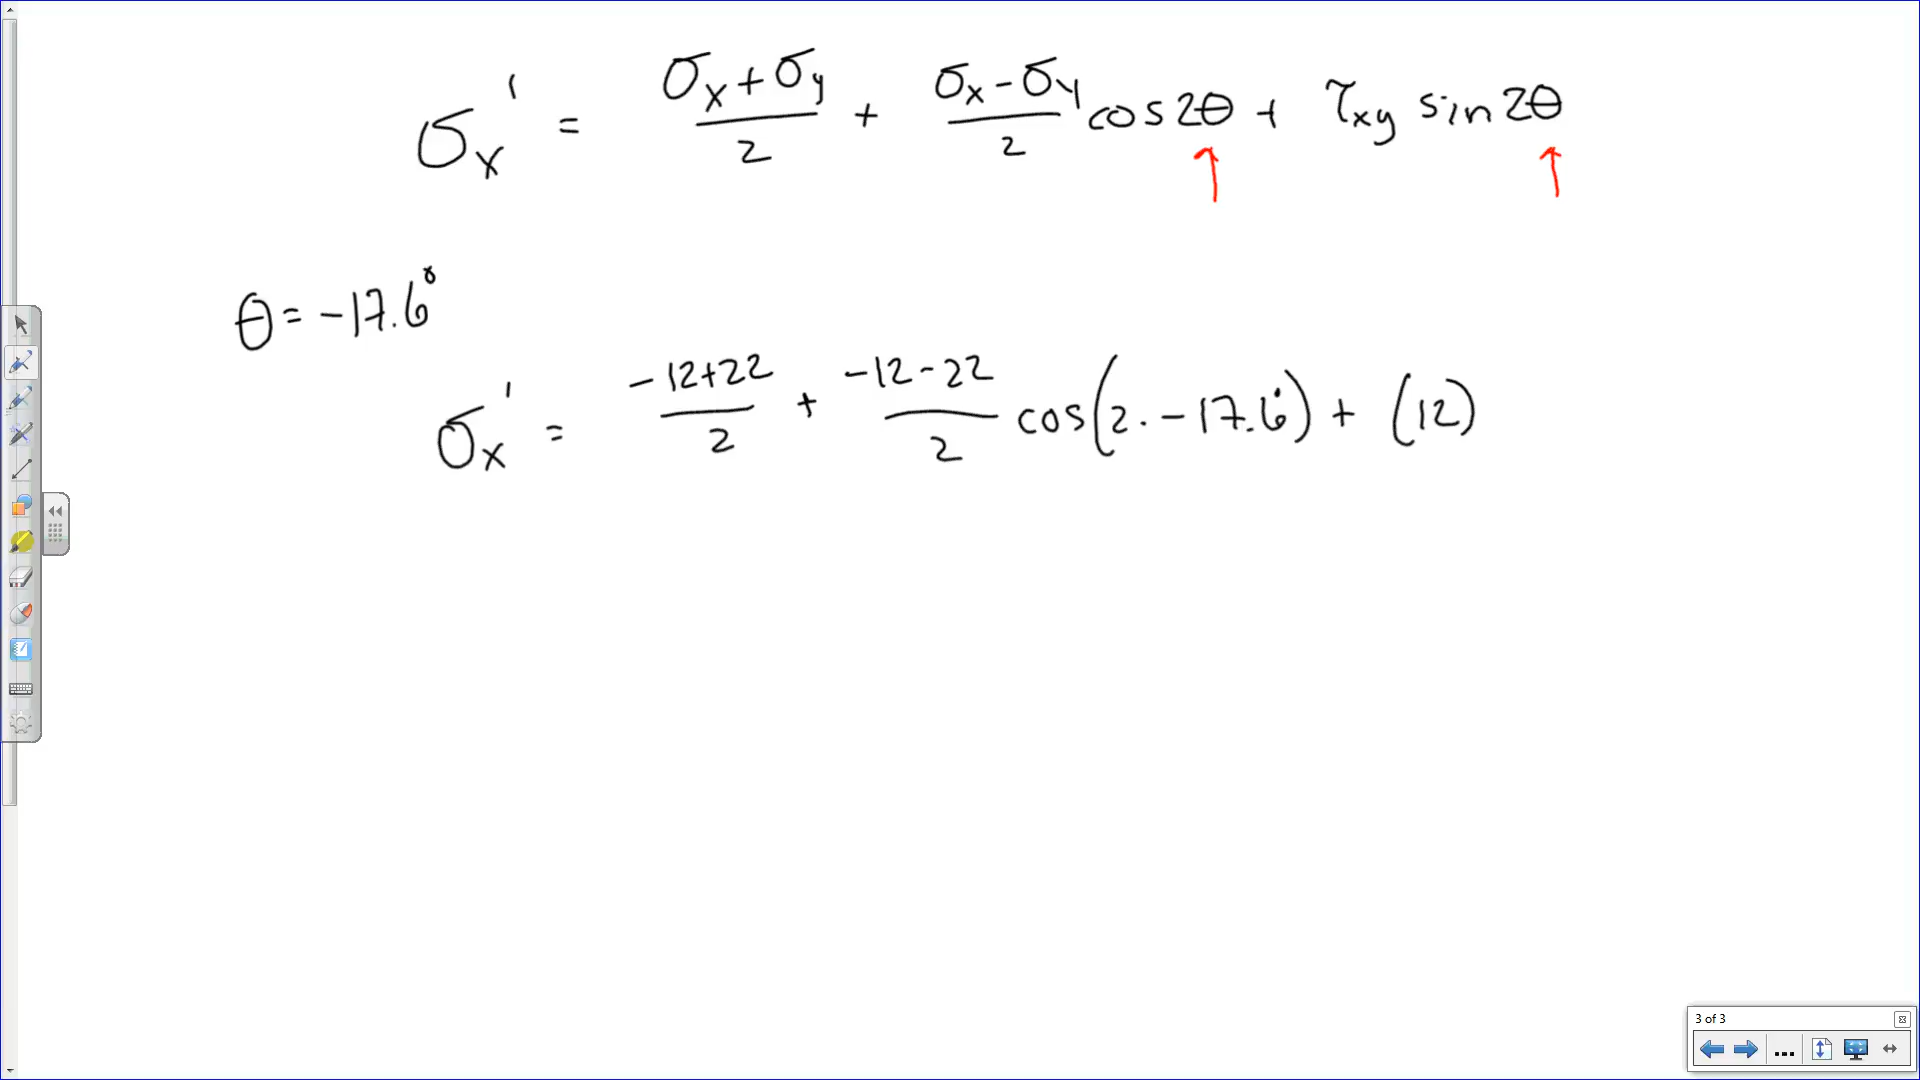 σx' = σx + σy / 2 + σx - σy / 2 cos 2θ + τxy sin 2θ
θ = -17.6°
σx' = -12+22 / 2 + -12-22 / 2 cos(2·-17.6°) + (12)
3 of 3